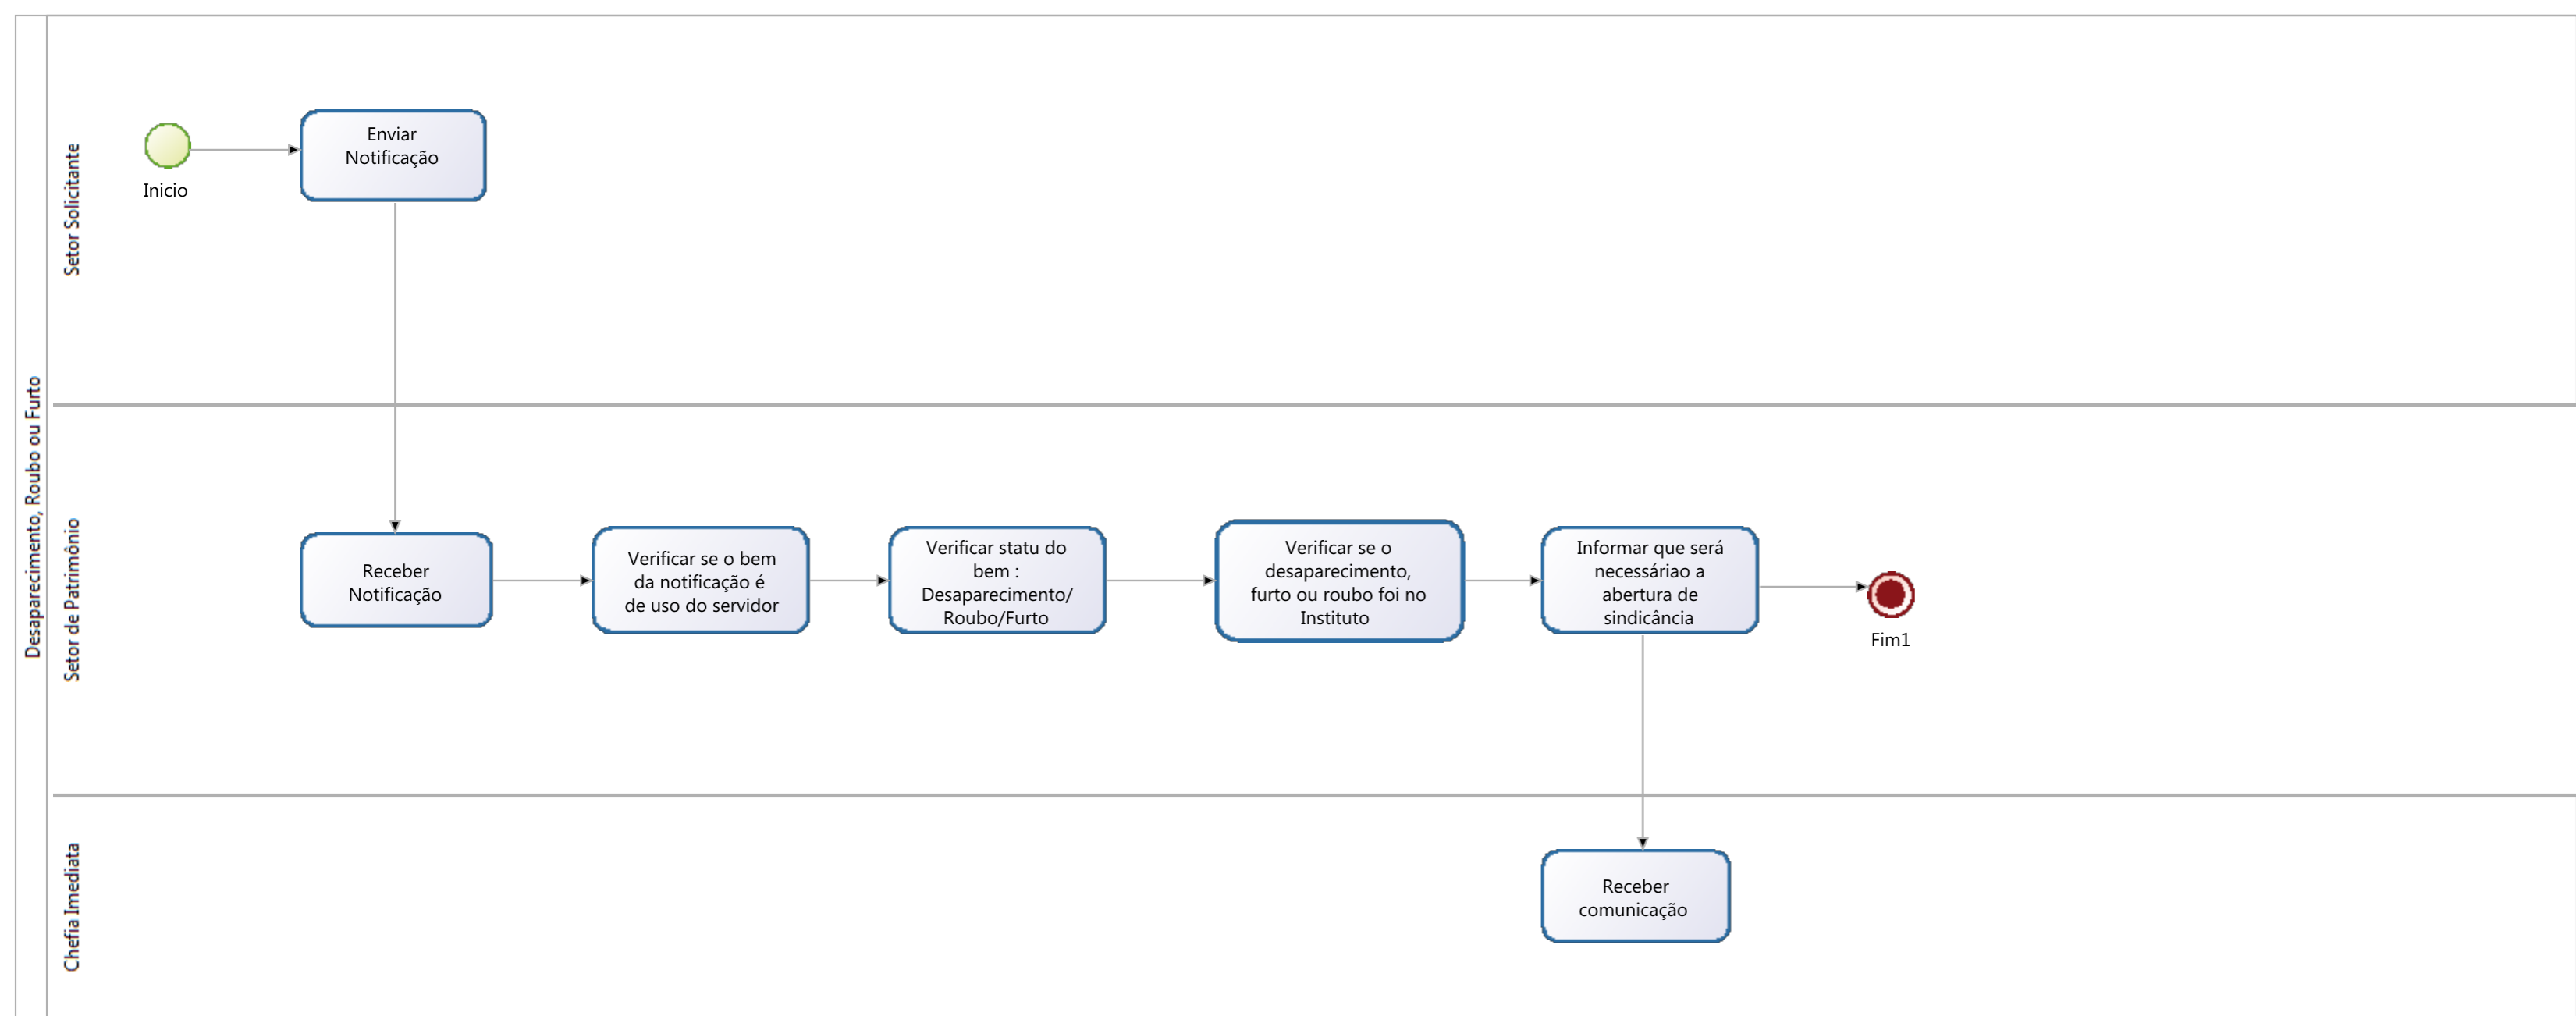 Desaparecimento, Roubo ou Furto
Setor Solicitante
Inicio
Enviar
Notificação
Setor de Patrimônio
Receber
Notificação
Verificar se o bem
da notificação é
de uso do servidor
Verificar statu do
bem :
Desaparecimento/
Roubo/Furto
Verificar se o
desaparecimento,
furto ou roubo foi no
Instituto
Informar que será
necessáriao a
abertura de
sindicância
Fim1
Chefia Imediata
Receber
comunicação